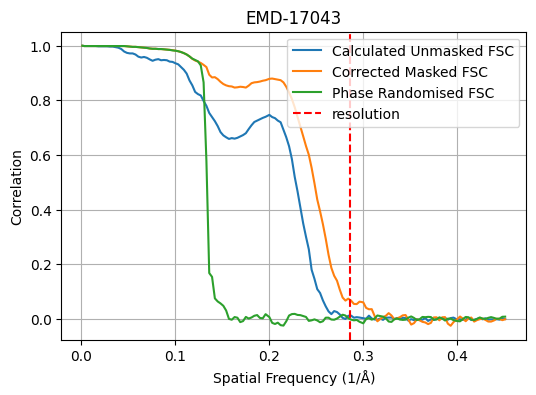 EMD-17043
Calculated Unmasked FSC
Corrected Masked FSC
Phase Randomised FSC
resolution
Correlation
1.0
0.8
0.6
0.4
0.2
0.0
0.0 0.1 0.2 0.3 0.4
Spatial Frequency (1/Å)